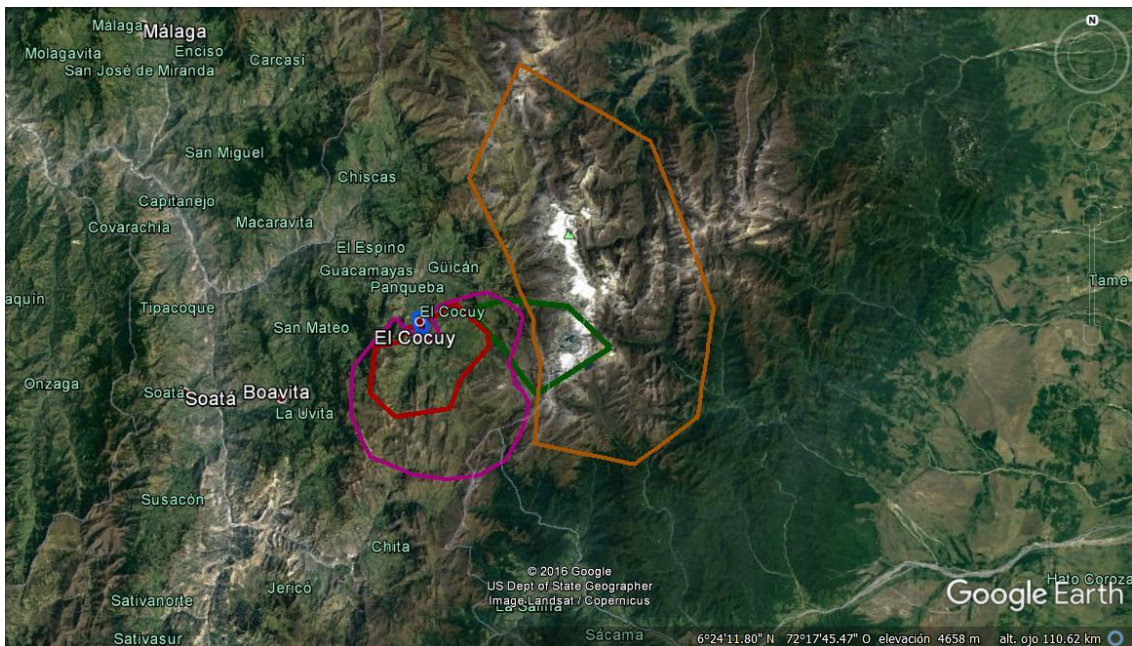 Málaga
Málaga
Molagavita
Enciso
Carcasí
San José de Miranda
N
San Miguel
Chiscas
Capitanejo
Covarachía
Macaravita
El Espino
Güicán
Guacamayas
Panqueba
Tame
aquín
Tipacoque
El Cocuy
San Mateo
El Cocuy
Onzaga
Soatá
Soatá
Boavita
La Uvita
Susacón
Chita
© 2016 Google
US Dept of State Geographer
Image Landsat / Copernicus
Jericó
Sativanorte
La Salina
Hato Coroza
Google Earth
Sativasur
Sácama
6°24'11.80" N 72°17'45.47" O elevación 4658 m alt. ojo 110.62 km